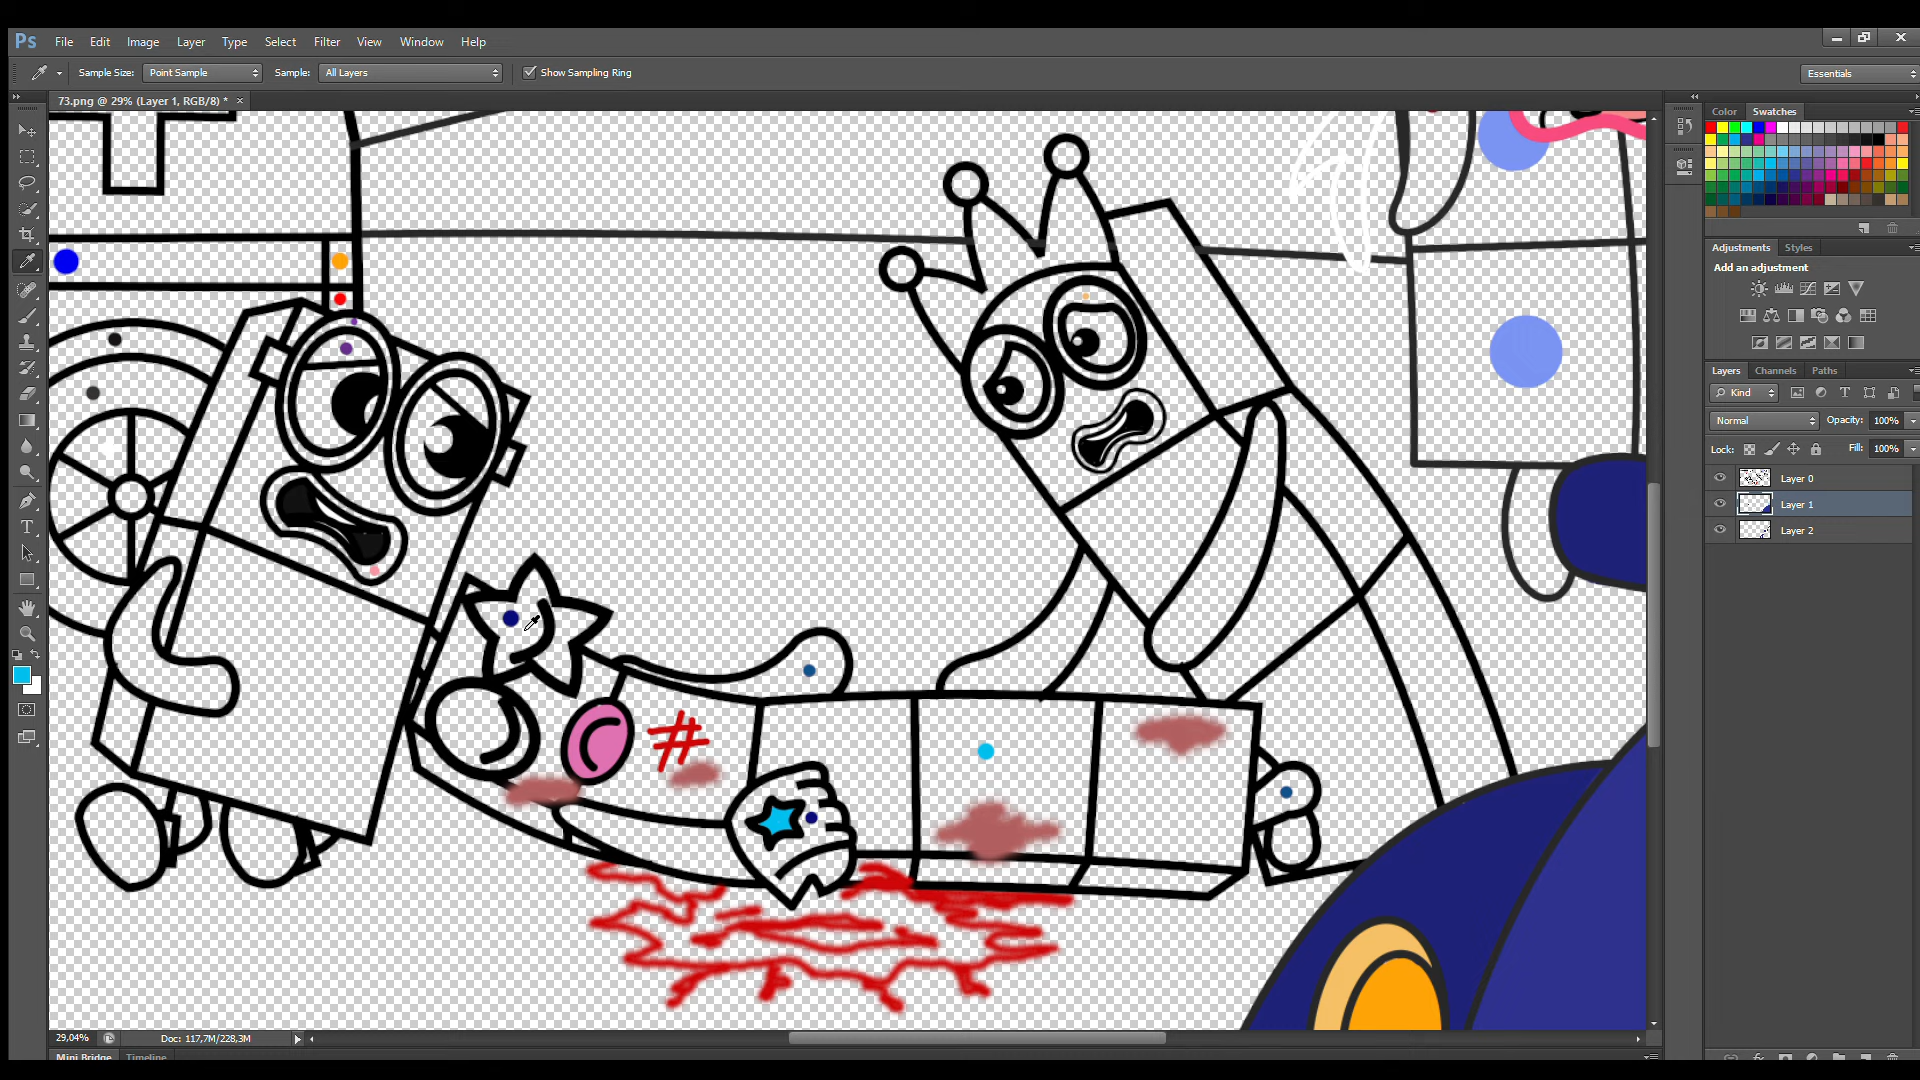 Ps File Edit Image Layer Type Select Filter View Window Help
Sample Size: Point Sample Sample: All Layers Show Sampling Ring Essentials
73.png @ 29% (Layer 1, RGB/8) * ×
Color Swatches
Adjustments Styles
Add an adjustment
Layers Channels Paths
Kind
Normal Opacity: 100%
Lock: Fill: 100%
Layer 0
Layer 1
Layer 2
#
29,04% Doc: 117,7M/228,3M
Mini Bridge Timeline